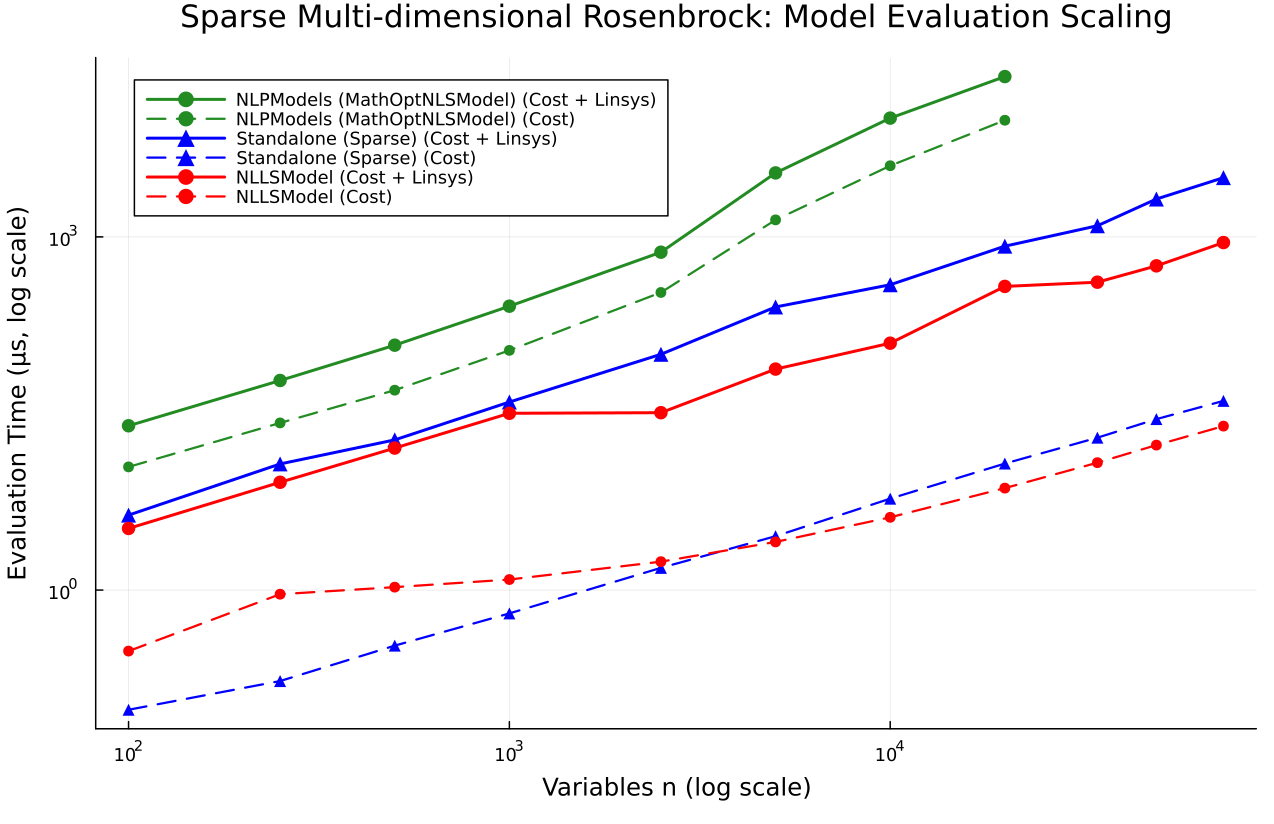 Sparse Multi-dimensional Rosenbrock: Model Evaluation Scaling
NLPModels (MathOptNLSModel) (Cost + Linsys)
NLPModels (MathOptNLSModel) (Cost)
Standalone (Sparse) (Cost + Linsys)
Standalone (Sparse) (Cost)
NLLSModel (Cost + Linsys)
NLLSModel (Cost)
Evaluation Time (μs, log scale)
10³
10⁰
10² 10³ 10⁴
Variables n (log scale)